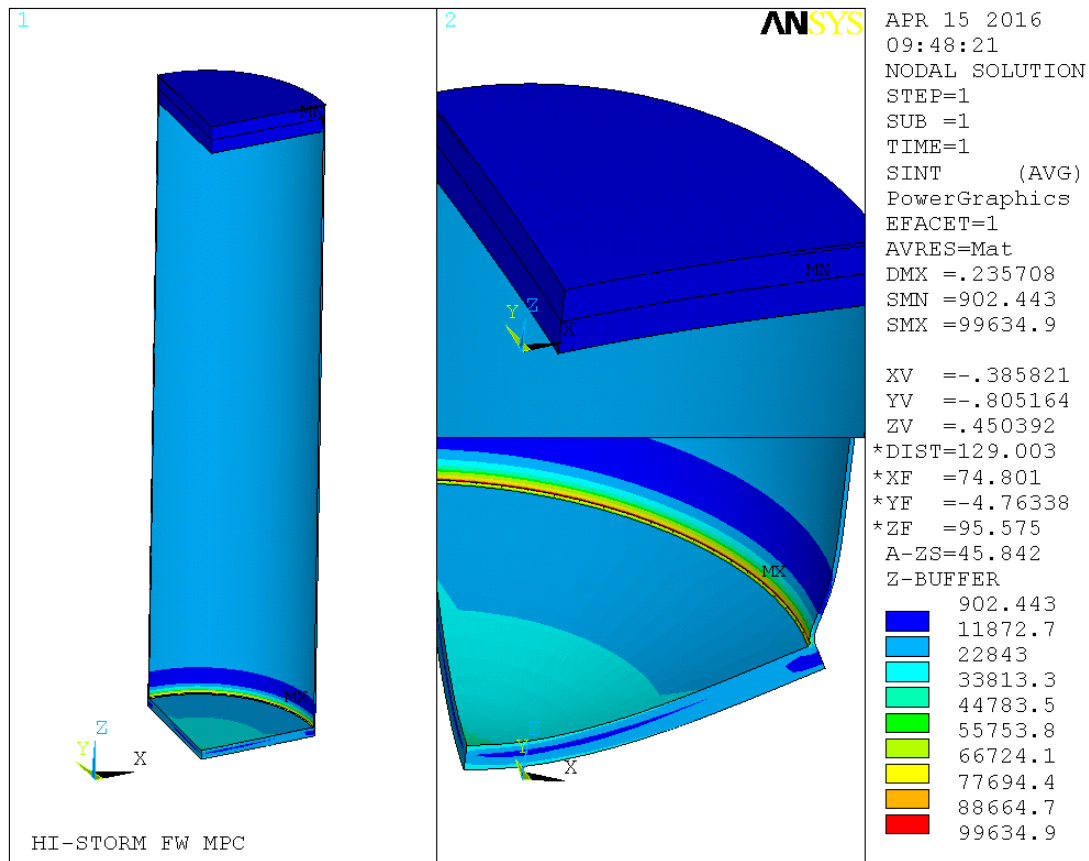 1
2
ANSYS
MN
MX
Z
Y
X
HI-STORM FW MPC
MN
Z
Y
X
MX
Z
Y
X
APR 15 2016
09:48:21
NODAL SOLUTION
STEP=1
SUB =1
TIME=1
SINT (AVG)
PowerGraphics
EFACET=1
AVRES=Mat
DMX =.235708
SMN =902.443
SMX =99634.9
XV =-.385821
YV =-.805164
ZV =.450392
*DIST=129.003
*XF =74.801
*YF =-4.76338
*ZF =95.575
A-ZS=45.842
Z-BUFFER
902.443
11872.7
22843
33813.3
44783.5
55753.8
66724.1
77694.4
88664.7
99634.9